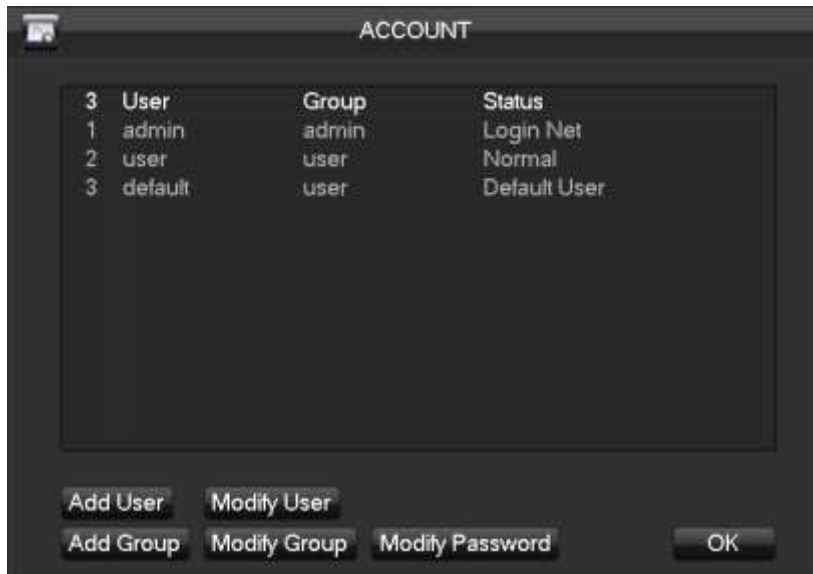 ACCOUNT
3 User Group Status
1 admin admin Login Net
2 user user Normal
3 default user Default User
Add User Modify User
Add Group Modify Group Modify Password OK